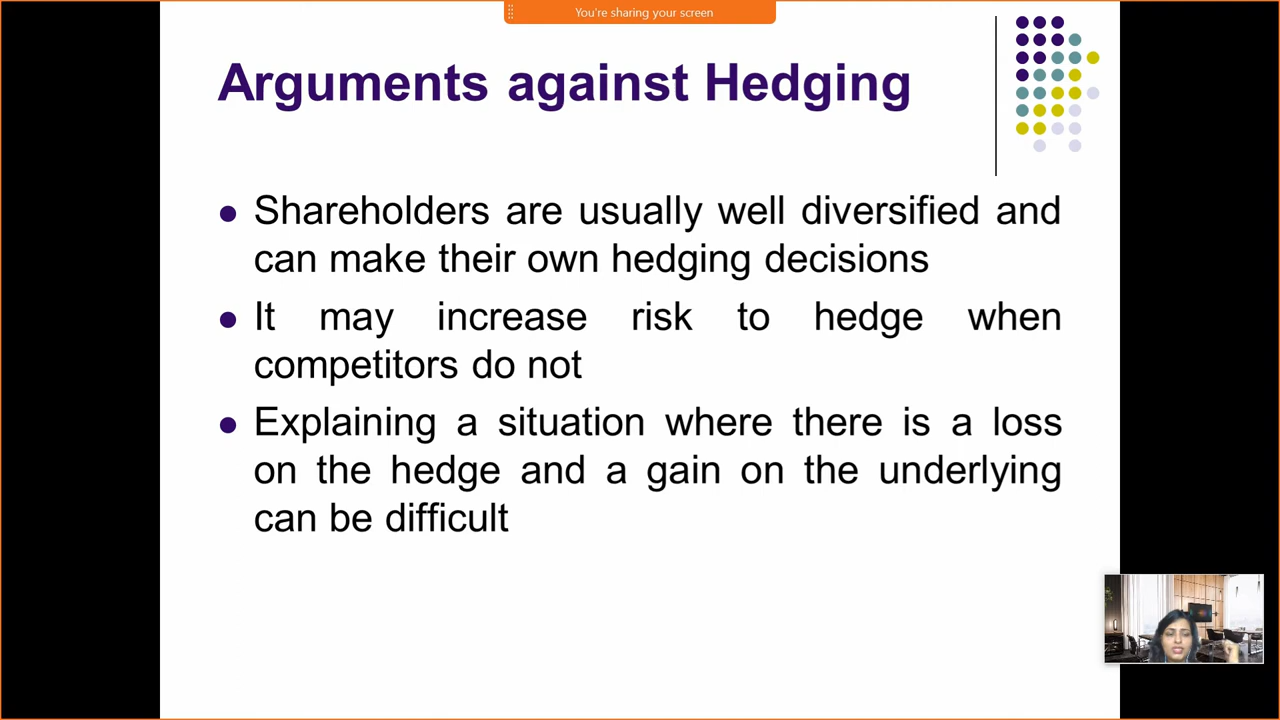 You're sharing your screen
Arguments against Hedging
Shareholders are usually well diversified and
can make their own hedging decisions
It may increase risk to hedge when
competitors do not
Explaining a situation where there is a loss
on the hedge and a gain on the underlying
can be difficult